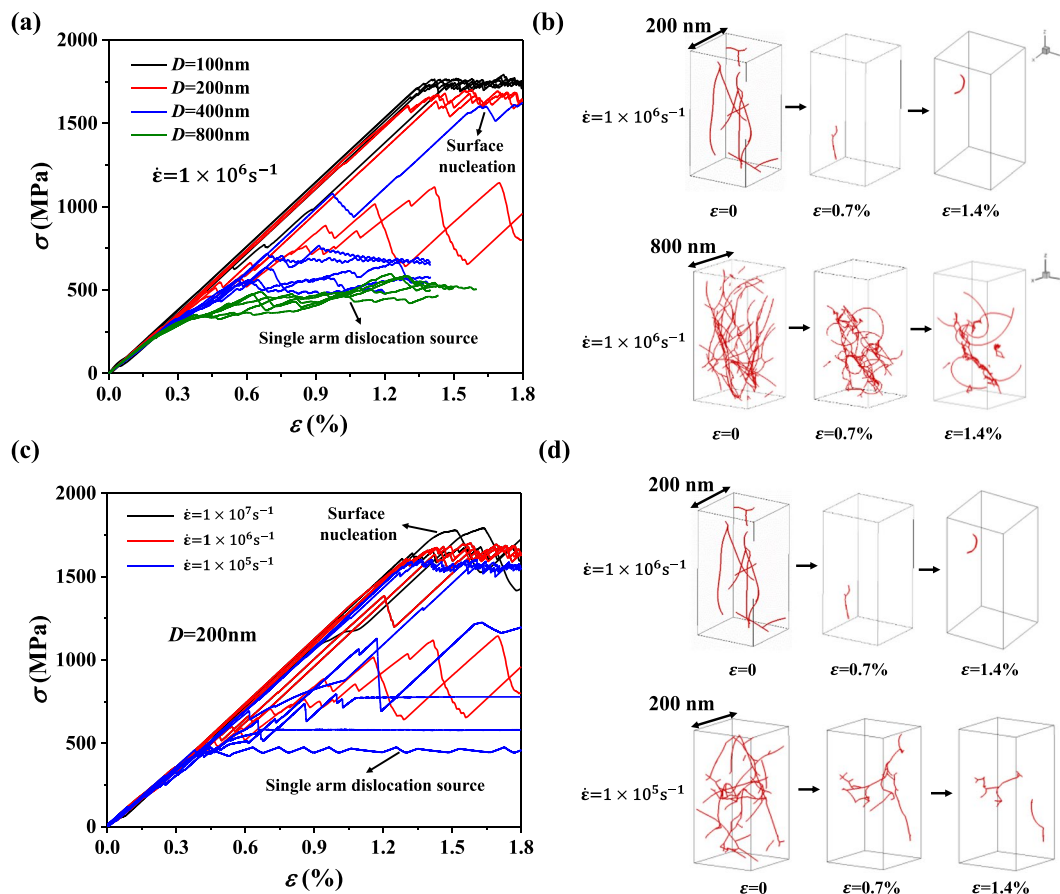 (a)
2000
1500
1000
500
0
σ (MPa)
D=100nm
D=200nm
D=400nm
D=800nm
ε̇=1 × 10⁶s⁻¹
Surface
nucleation
Single arm dislocation source
0.0 0.3 0.6 0.9 1.2 1.5 1.8
ε (%)
(b)
200 nm
ε̇=1 × 10⁶s⁻¹
ε=0 ε=0.7% ε=1.4%
800 nm
ε̇=1 × 10⁶s⁻¹
ε=0 ε=0.7% ε=1.4%
(c)
2000
1500
1000
500
0
σ (MPa)
ε̇=1 × 10⁷s⁻¹
ε̇=1 × 10⁶s⁻¹
ε̇=1 × 10⁵s⁻¹
Surface
nucleation
D=200nm
Single arm dislocation source
0.0 0.3 0.6 0.9 1.2 1.5 1.8
ε (%)
(d)
200 nm
ε̇=1 × 10⁶s⁻¹
ε=0 ε=0.7% ε=1.4%
200 nm
ε̇=1 × 10⁵s⁻¹
ε=0 ε=0.7% ε=1.4%